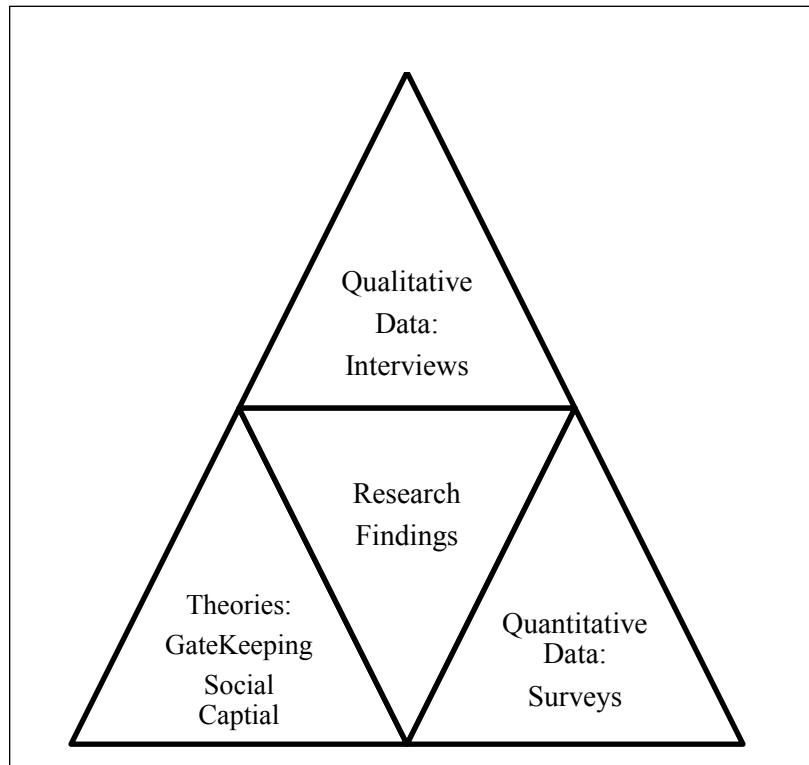 Qualitative
Data:
Interviews
Research
Findings
Theories:
GateKeeping
Social
Captial
Quantitative
Data:
Surveys